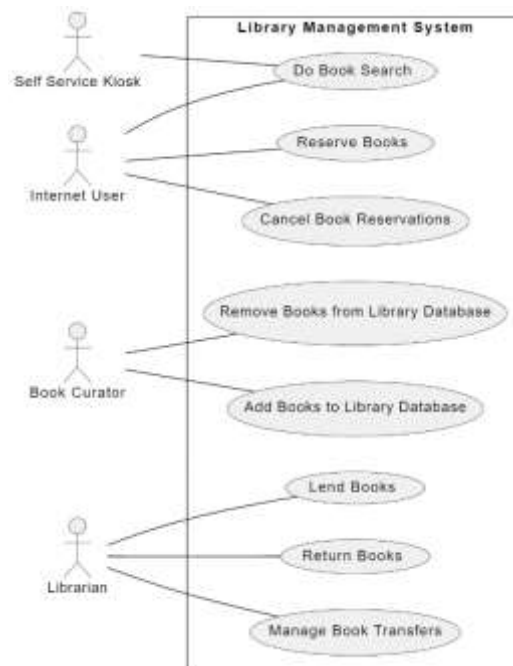 Library Management System
Self Service Kiosk
Do Book Search
Internet User
Reserve Books
Cancel Book Reservations
Remove Books from Library Database
Book Curator
Add Books to Library Database
Lend Books
Librarian
Return Books
Manage Book Transfers